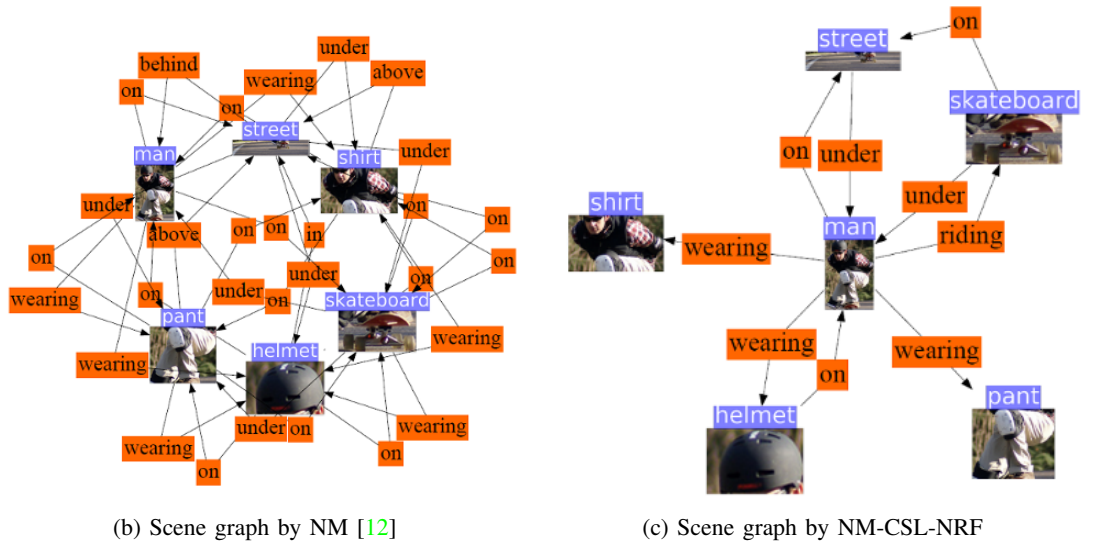 under
behind
above
wearing
on
on
street
man
shirt
under
under
on
on
above
on
on
in
on
on
under
on
under
on
on
wearing
skateboard
pant
wearing
helmet
wearing
wearing
under
on
wearing
on
on
(b) Scene graph by NM [12]
on
street
skateboard
on
under
under
shirt
man
riding
wearing
wearing
wearing
on
pant
helmet
(c) Scene graph by NM-CSL-NRF